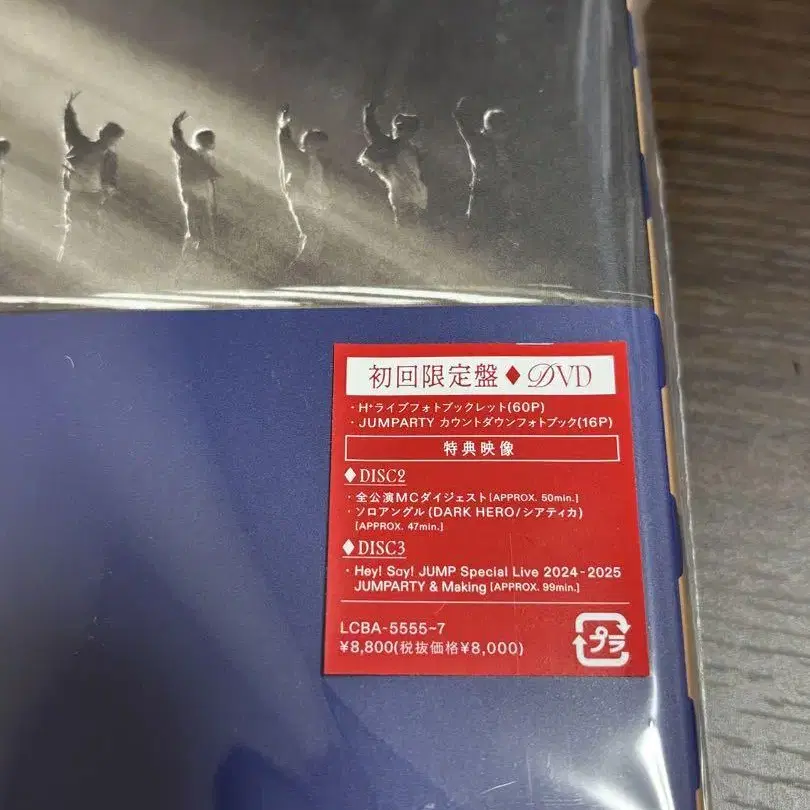 初回限定盤♦DVD
・H⁺ライブフォトブックレット(60P)
・JUMPARTY カウントダウンフォトブック(16P)
特典映像
♦DISC2
・全公演MCダイジェスト[APPROX. 50min.]
・ソロアングル(DARK HERO/シアティカ)
[APPROX. 47min.]
♦DISC3
・Hey! Say! JUMP Special Live 2024-2025
JUMPARTY & Making [APPROX. 99min.]
LCBA-5555~7
¥8,800(税抜価格¥8,000)
プラ